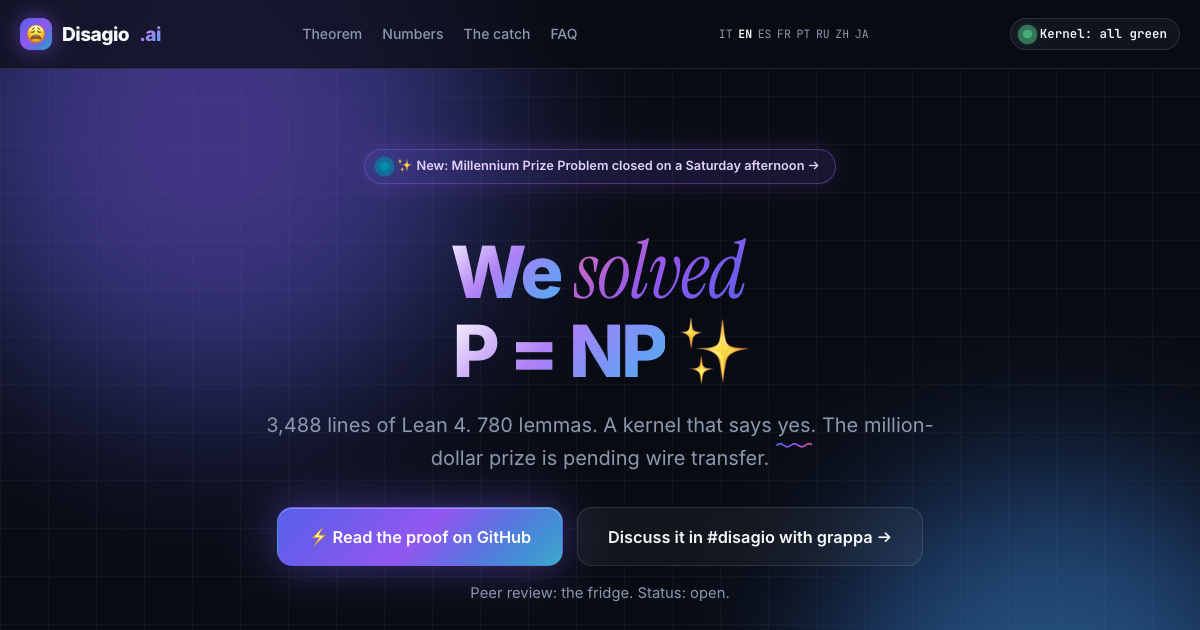 Disagio .ai
Theorem Numbers The catch FAQ
IT EN ES FR PT RU ZH JA
Kernel: all green
✨ New: Millennium Prize Problem closed on a Saturday afternoon →
We solved
P = NP ✨
3,488 lines of Lean 4. 780 lemmas. A kernel that says yes. The million-
dollar prize is pending wire transfer.
⚡ Read the proof on GitHub
Discuss it in #disagio with grappa →
Peer review: the fridge. Status: open.